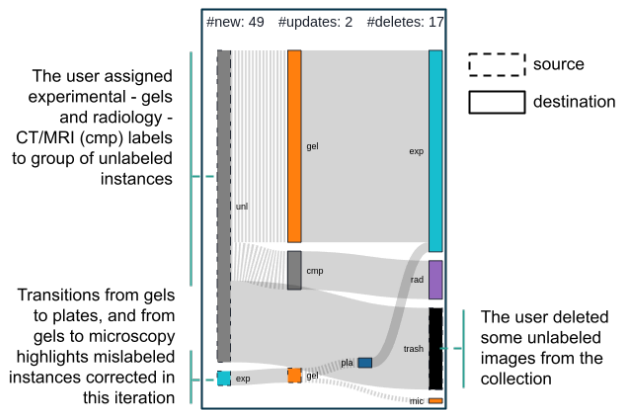 #new: 49 #updates: 2 #deletes: 17
The user assigned
experimental - gels
and radiology -
CT/MRI (cmp) labels
to group of unlabeled
instances
Transitions from gels
to plates, and from
gels to microscopy
highlights mislabeled
instances corrected in
this iteration
unl
exp
gel
cmp
gel
pla
exp
rad
trash
mic
source
destination
The user deleted
some unlabeled
images from the
collection